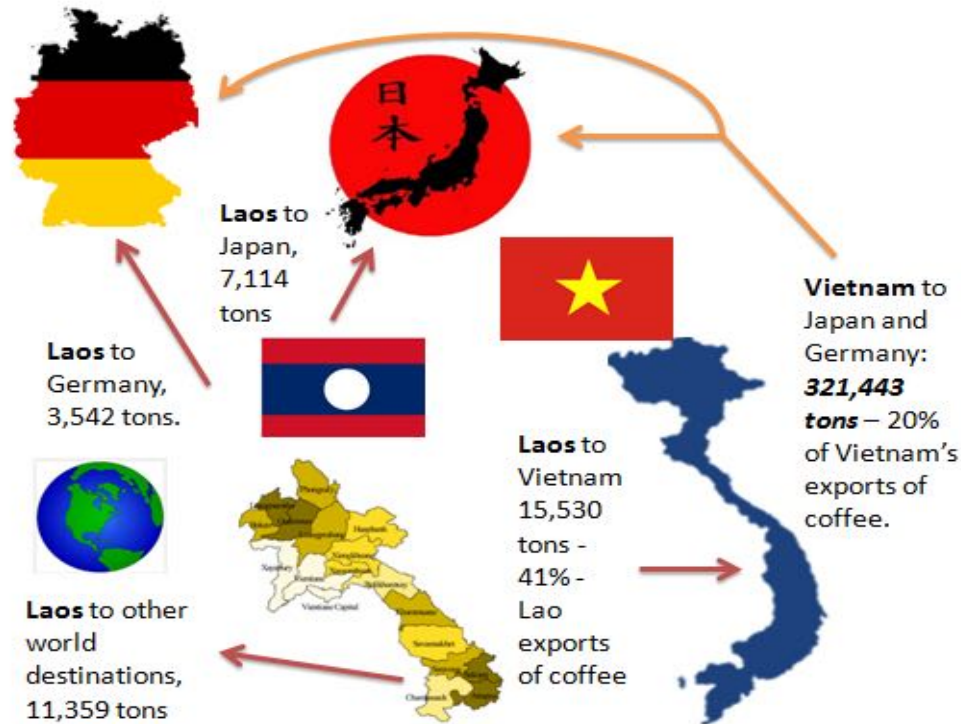 日
本
Laos to
Japan,
7,114
tons
Laos to
Germany,
3,542 tons.
Vietnam to
Japan and
Germany:
321,443
tons – 20%
of Vietnam's
exports of
coffee.
Laos to
Vietnam
15,530
tons -
41% -
Lao
exports
of coffee
Vientiane Capital
Laos to other
world
destinations,
11,359 tons